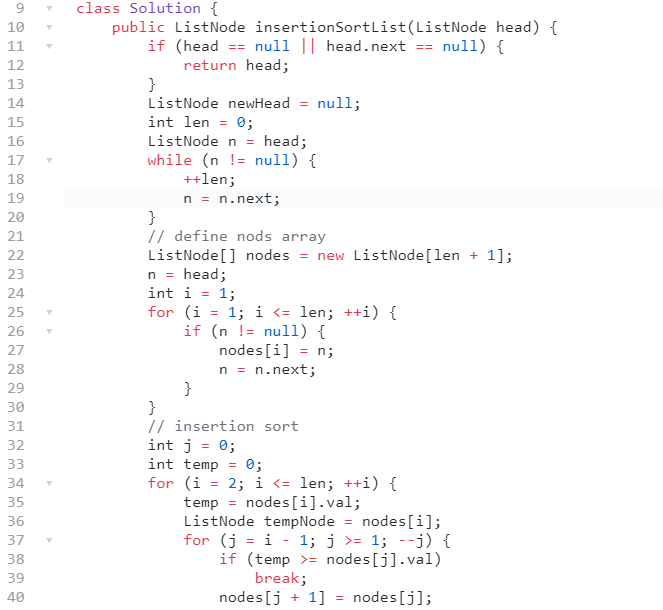 9 class Solution {
10 public ListNode insertionSortList(ListNode head) {
11 if (head == null || head.next == null) {
12 return head;
13 }
14 ListNode newHead = null;
15 int len = 0;
16 ListNode n = head;
17 while (n != null) {
18 ++len;
19 n = n.next;
20 }
21 // define nods array
22 ListNode[] nodes = new ListNode[len + 1];
23 n = head;
24 int i = 1;
25 for (i = 1; i <= len; ++i) {
26 if (n != null) {
27 nodes[i] = n;
28 n = n.next;
29 }
30 }
31 // insertion sort
32 int j = 0;
33 int temp = 0;
34 for (i = 2; i <= len; ++i) {
35 temp = nodes[i].val;
36 ListNode tempNode = nodes[i];
37 for (j = i - 1; j >= 1; --j) {
38 if (temp >= nodes[j].val)
39 break;
40 nodes[j + 1] = nodes[j];